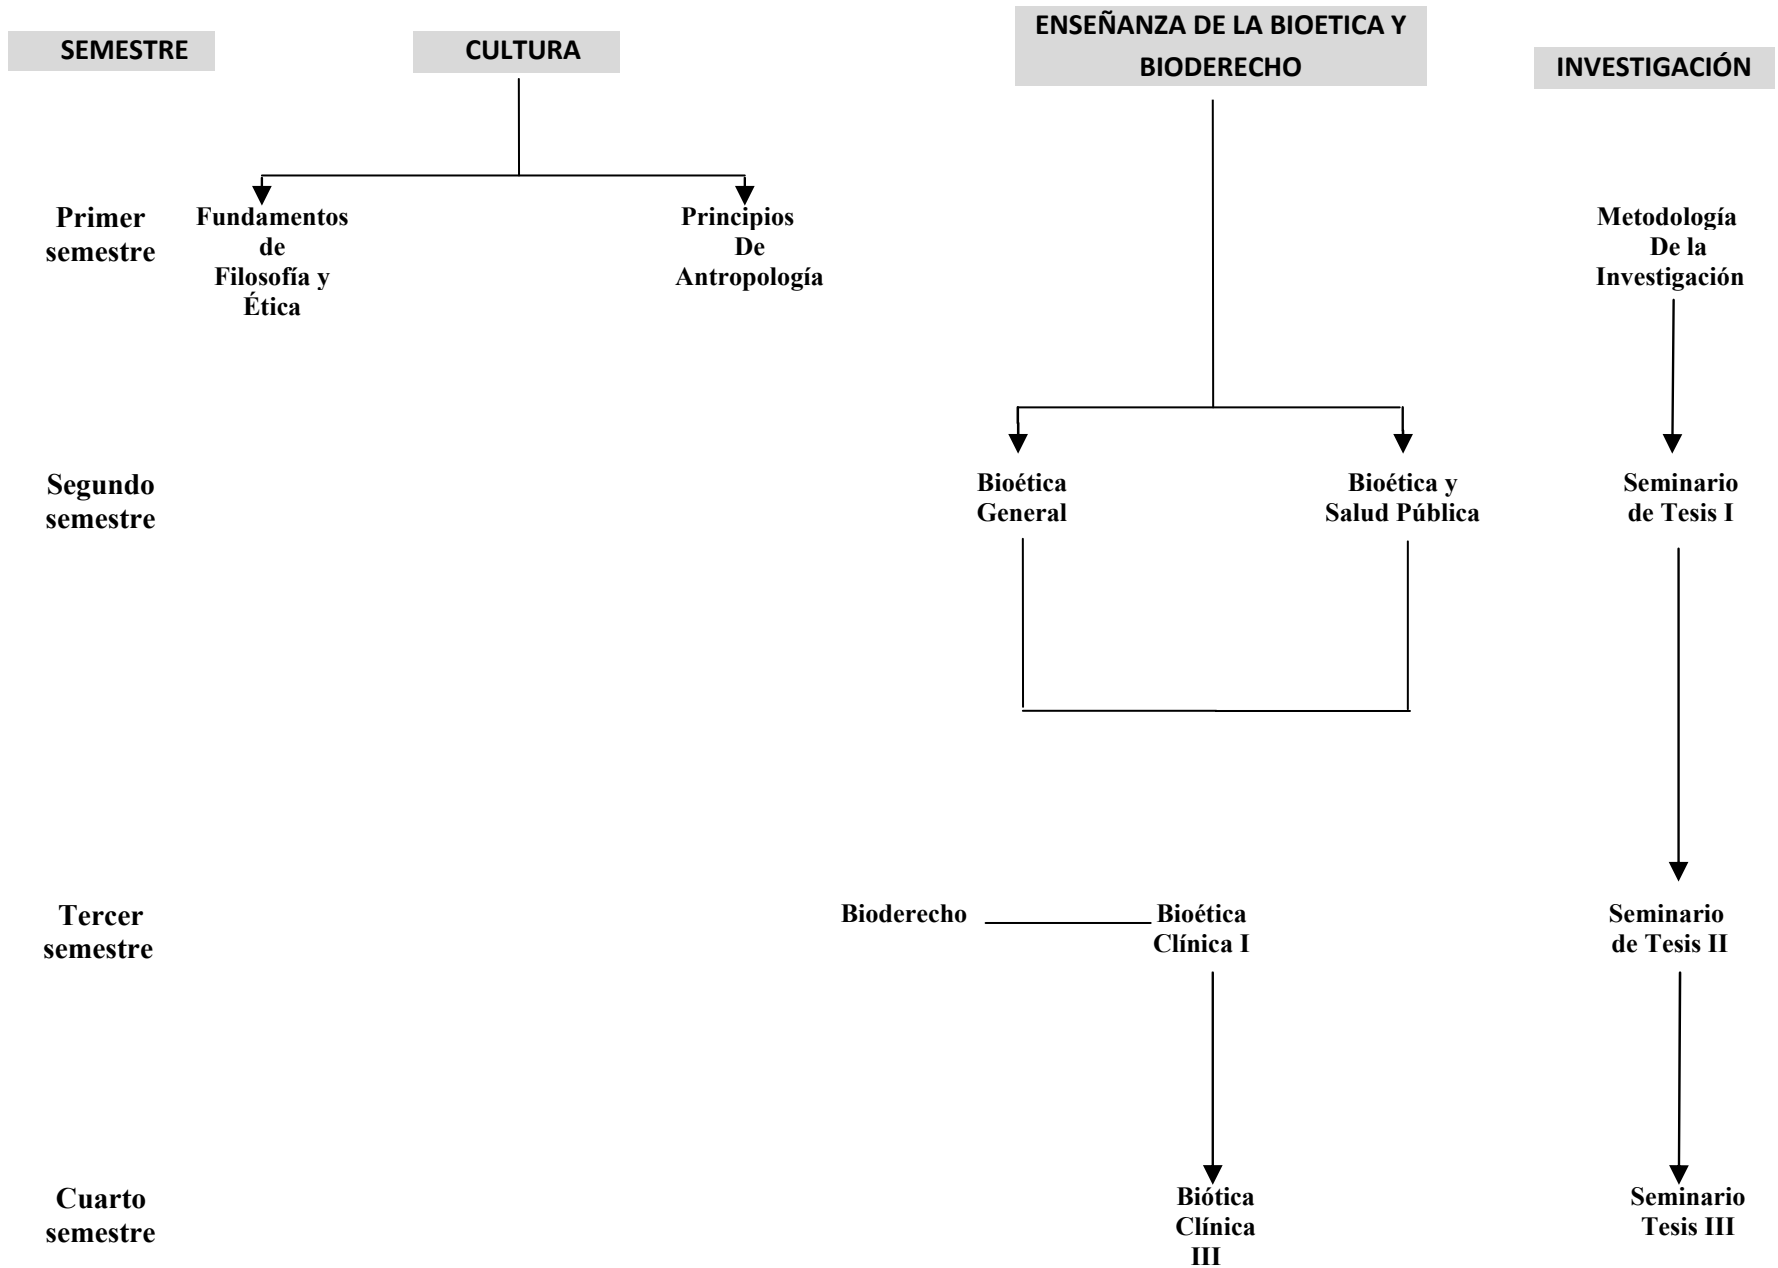 SEMESTRE
CULTURA
ENSEÑANZA DE LA BIOETICA Y
BIODERECHO
INVESTIGACIÓN
Primer
semestre
Fundamentos
de
Filosofía y
Ética
Principios
De
Antropología
Metodología
De la
Investigación
Segundo
semestre
Bioética
General
Bioética y
Salud Pública
Seminario
de Tesis I
Tercer
semestre
Bioderecho
Bioética
Clínica I
Seminario
de Tesis II
Cuarto
semestre
Biótica
Clínica
III
Seminario
Tesis III